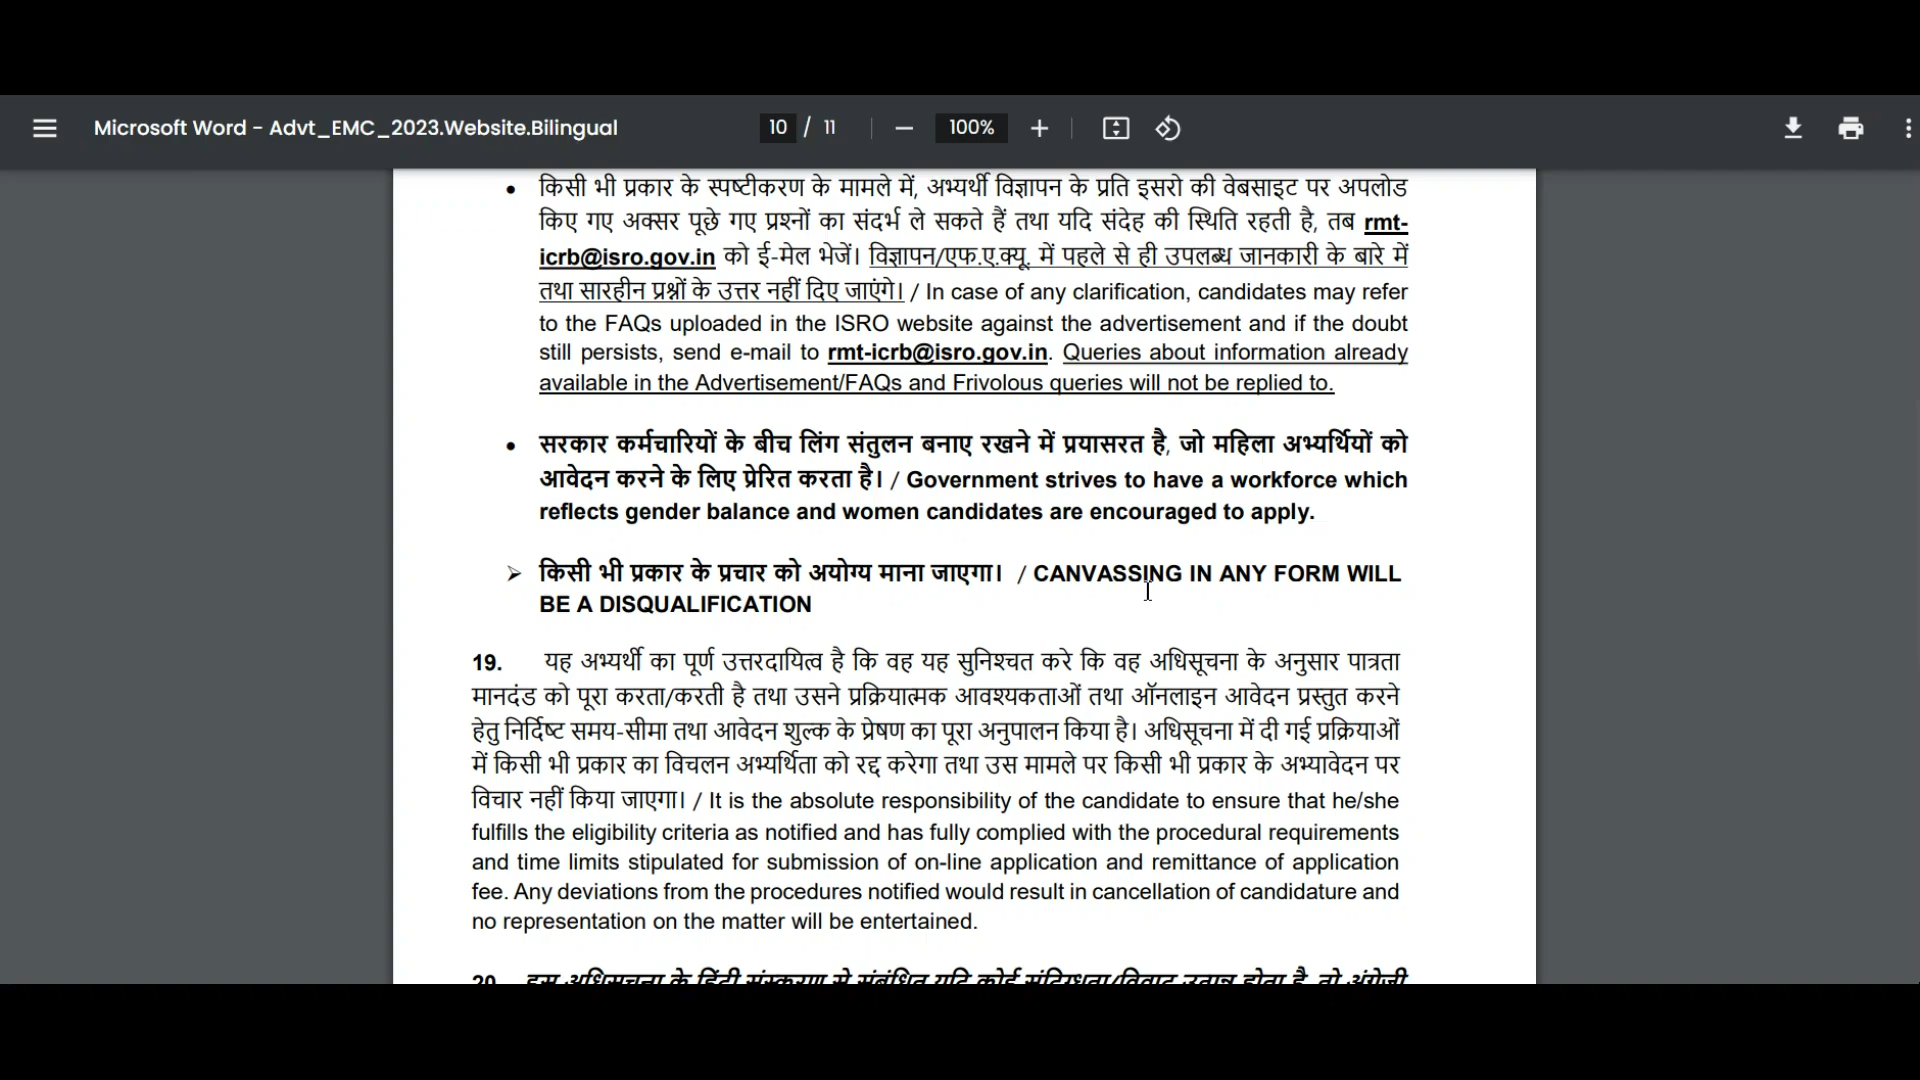 Microsoft Word - Advt_EMC_2023.Website.Bilingual
10 / 11
100%
• किसी भी प्रकार के स्पष्टीकरण के मामले में, अभ्यर्थी विज्ञापन के प्रति इसरो की वेबसाइट पर अपलोड
किए गए अक्सर पूछे गए प्रश्नों का संदर्भ ले सकते हैं तथा यदि संदेह की स्थिति रहती है, तब rmt-
icrb@isro.gov.in को ई-मेल भेजें। विज्ञापन/एफ.ए.क्यू. में पहले से ही उपलब्ध जानकारी के बारे में
तथा सारहीन प्रश्नों के उत्तर नहीं दिए जाएंगे। / In case of any clarification, candidates may refer
to the FAQs uploaded in the ISRO website against the advertisement and if the doubt
still persists, send e-mail to rmt-icrb@isro.gov.in. Queries about information already
available in the Advertisement/FAQs and Frivolous queries will not be replied to.
• सरकार कर्मचारियों के बीच लिंग संतुलन बनाए रखने में प्रयासरत है, जो महिला अभ्यर्थियों को
आवेदन करने के लिए प्रेरित करता है। / Government strives to have a workforce which
reflects gender balance and women candidates are encouraged to apply.
➢ किसी भी प्रकार के प्रचार को अयोग्य माना जाएगा। / CANVASSING IN ANY FORM WILL
BE A DISQUALIFICATION
19. यह अभ्यर्थी का पूर्ण उत्तरदायित्व है कि वह यह सुनिश्चत करे कि वह अधिसूचना के अनुसार पात्रता
मानदंड को पूरा करता/करती है तथा उसने प्रक्रियात्मक आवश्यकताओं तथा ऑनलाइन आवेदन प्रस्तुत करने
हेतु निर्दिष्ट समय-सीमा तथा आवेदन शुल्क के प्रेषण का पूरा अनुपालन किया है। अधिसूचना में दी गई प्रक्रियाओं
में किसी भी प्रकार का विचलन अभ्यर्थिता को रद्द करेगा तथा उस मामले पर किसी भी प्रकार के अभ्यावेदन पर
विचार नहीं किया जाएगा। / It is the absolute responsibility of the candidate to ensure that he/she
fulfills the eligibility criteria as notified and has fully complied with the procedural requirements
and time limits stipulated for submission of on-line application and remittance of application
fee. Any deviations from the procedures notified would result in cancellation of candidature and
no representation on the matter will be entertained.
20. इस अधिसूचना के हिंदी संस्करण से संबंधित यदि कोई संदिग्धता/विवाद उत्पन्न होता है, तो अंग्रेजी